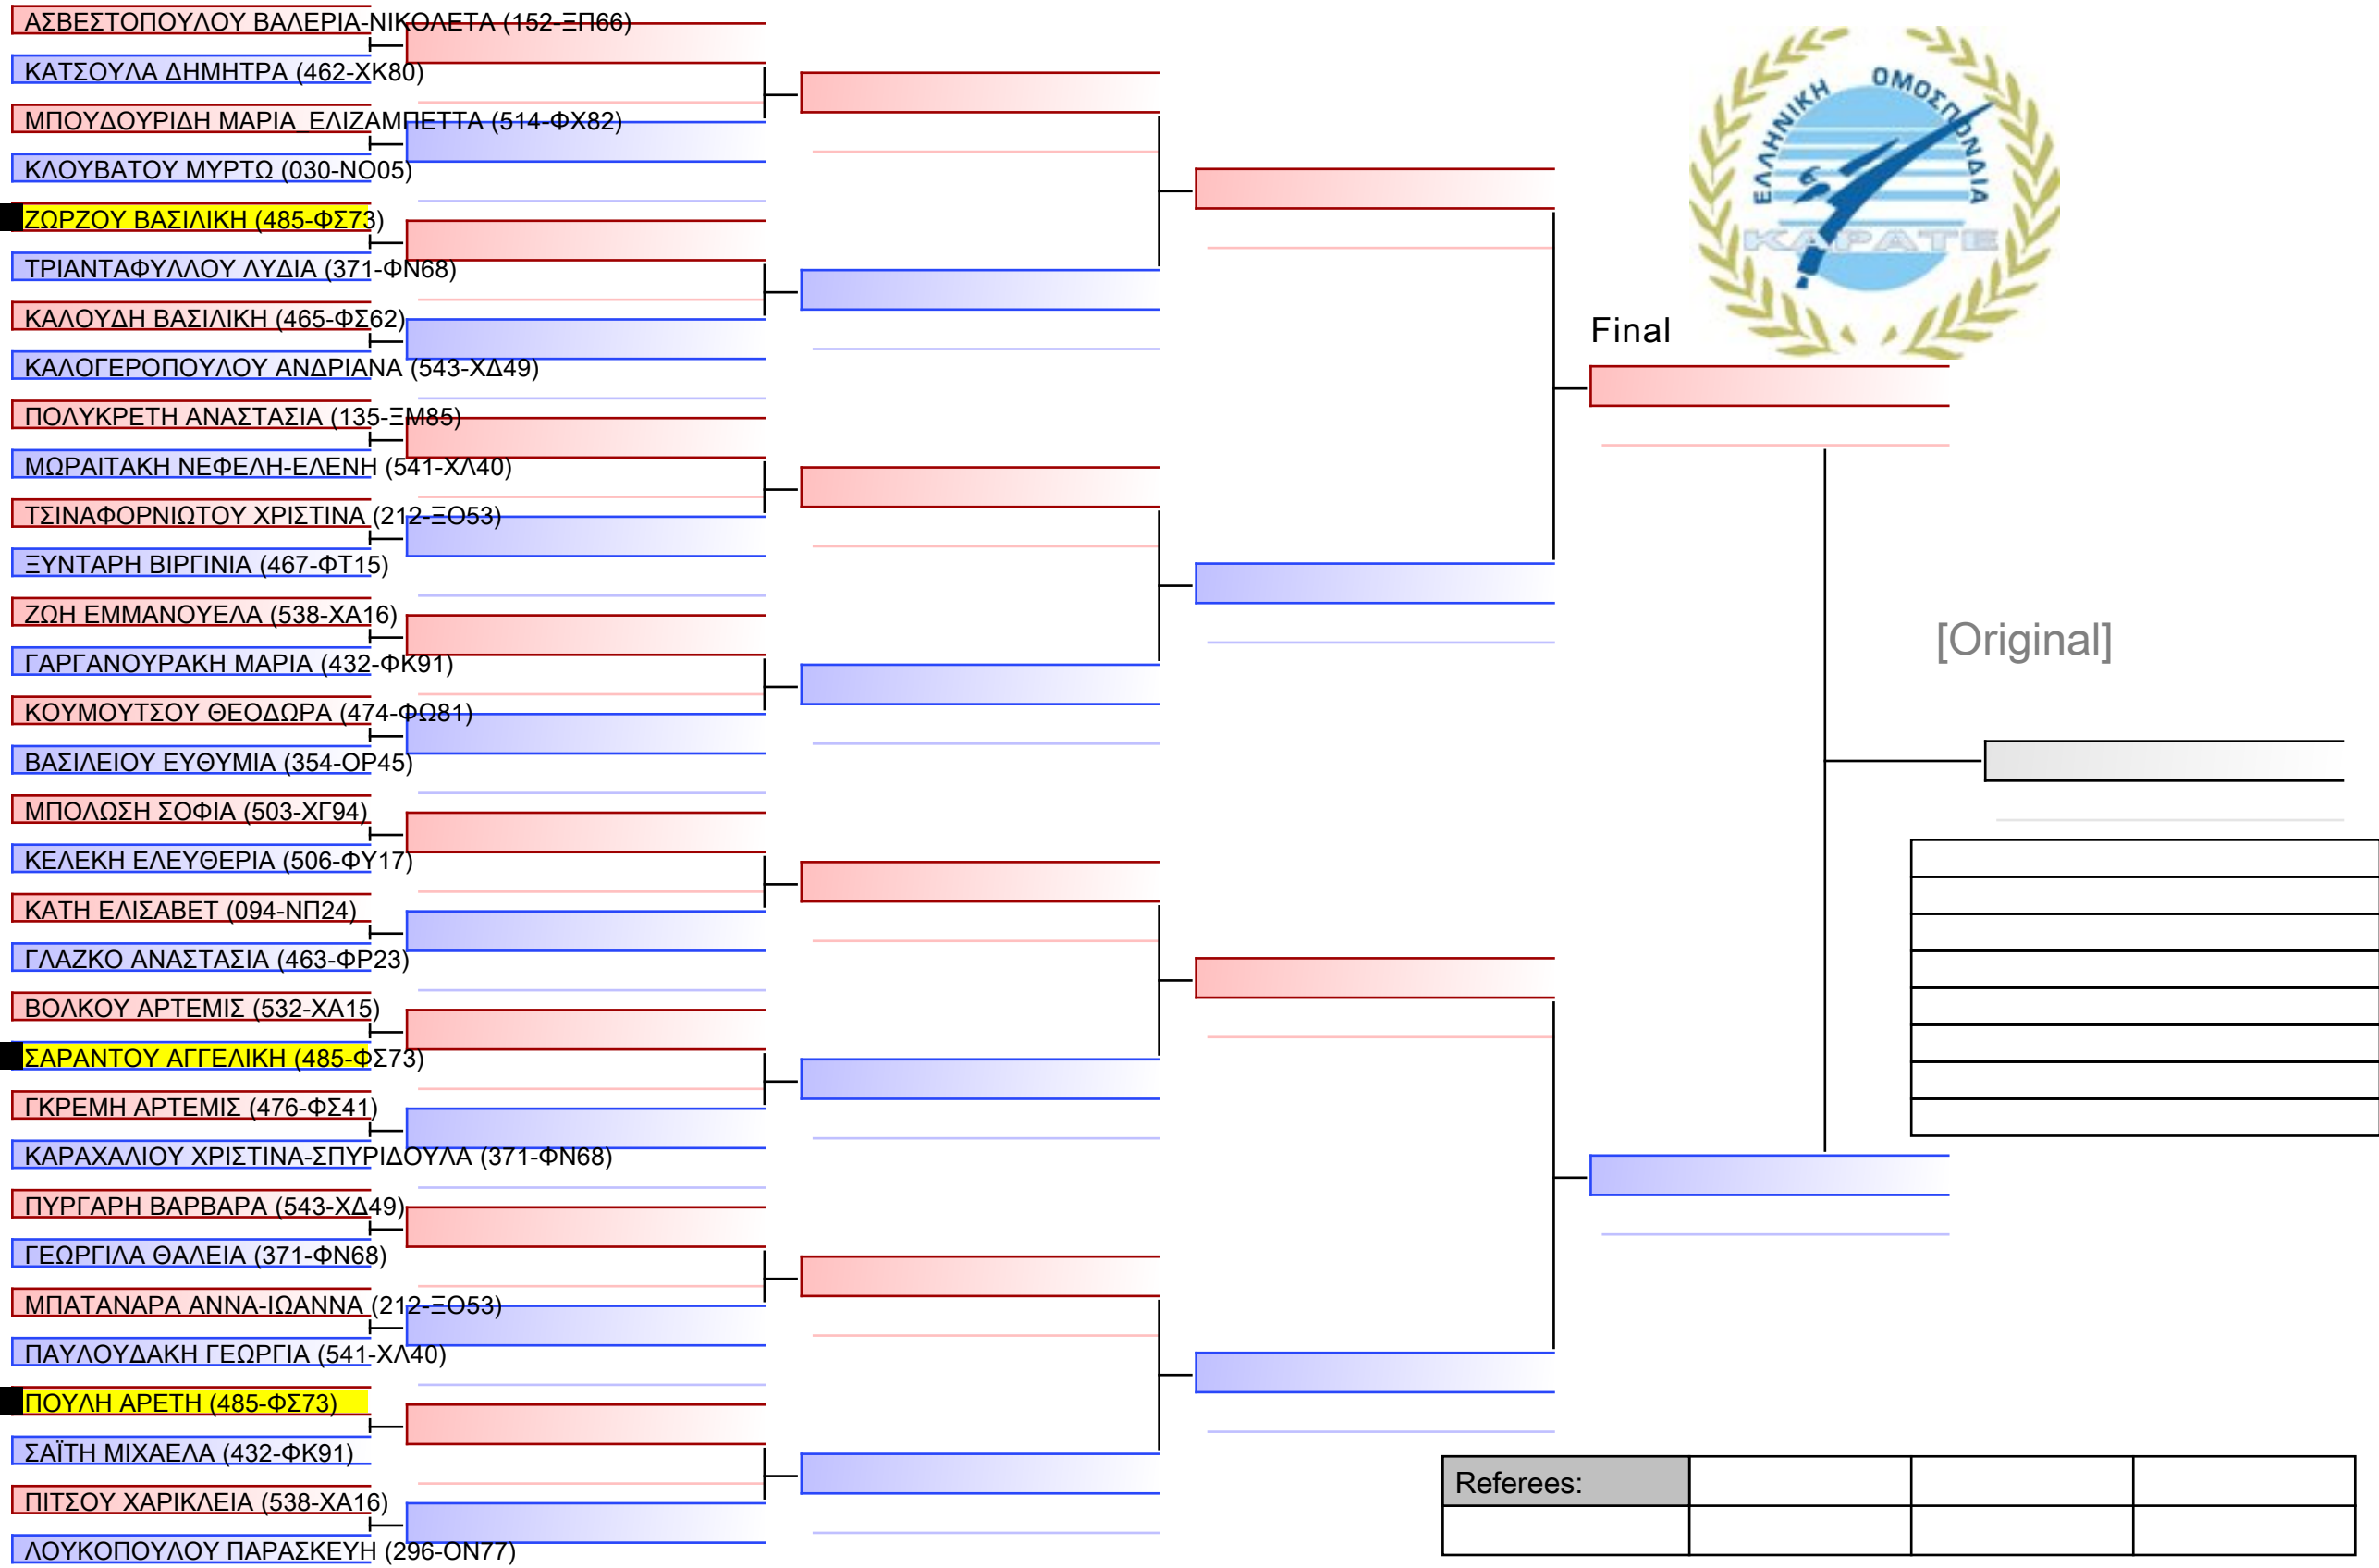 ΑΣΒΕΣΤΟΠΟΥΛΟΥ ΒΑΛΕΡΙΑ-ΝΙΚΟΛΕΤΑ (152-ΞΠ66)
ΚΑΤΣΟΥΛΑ ΔΗΜΗΤΡΑ (462-ΧΚ80)
ΜΠΟΥΔΟΥΡΙΔΗ ΜΑΡΙΑ ΕΛΙΖΑΜΠΕΤΤΑ (514-ΦΧ82)
ΚΛΟΥΒΑΤΟΥ ΜΥΡΤΩ (030-ΝΟ05)
ΖΩΡΖΟΥ ΒΑΣΙΛΙΚΗ (485-ΦΣ73)
ΤΡΙΑΝΤΑΦΥΛΛΟΥ ΛΥΔΙΑ (371-ΦΝ68)
ΚΑΛΟΥΔΗ ΒΑΣΙΛΙΚΗ (465-ΦΣ62)
ΚΑΛΟΓΕΡΟΠΟΥΛΟΥ ΑΝΔΡΙΑΝΑ (543-ΧΔ49)
ΠΟΛΥΚΡΕΤΗ ΑΝΑΣΤΑΣΙΑ (135-ΞΜ85)
ΜΩΡΑΙΤΑΚΗ ΝΕΦΕΛΗ-ΕΛΕΝΗ (541-ΧΛ40)
ΤΣΙΝΑΦΟΡΝΙΩΤΟΥ ΧΡΙΣΤΙΝΑ (212-ΞΟ53)
ΞΥΝΤΑΡΗ ΒΙΡΓΙΝΙΑ (467-ΦΤ15)
ΖΩΗ ΕΜΜΑΝΟΥΕΛΑ (538-ΧΑ16)
ΓΑΡΓΑΝΟΥΡΑΚΗ ΜΑΡΙΑ (432-ΦΚ91)
ΚΟΥΜΟΥΤΣΟΥ ΘΕΟΔΩΡΑ (474-ΦΩ81)
ΒΑΣΙΛΕΙΟΥ ΕΥΘΥΜΙΑ (354-ΟΡ45)
ΜΠΟΛΩΣΗ ΣΟΦΙΑ (503-ΧΓ94)
ΚΕΛΕΚΗ ΕΛΕΥΘΕΡΙΑ (506-ΦΥ17)
ΚΑΤΗ ΕΛΙΣΑΒΕΤ (094-ΝΠ24)
ΓΛΑΖΚΟ ΑΝΑΣΤΑΣΙΑ (463-ΦΡ23)
ΒΟΛΚΟΥ ΑΡΤΕΜΙΣ (532-ΧΑ15)
ΣΑΡΑΝΤΟΥ ΑΓΓΕΛΙΚΗ (485-ΦΣ73)
ΓΚΡΕΜΗ ΑΡΤΕΜΙΣ (476-ΦΣ41)
ΚΑΡΑΧΑΛΙΟΥ ΧΡΙΣΤΙΝΑ-ΣΠΥΡΙΔΟΥΛΑ (371-ΦΝ68)
ΠΥΡΓΑΡΗ ΒΑΡΒΑΡΑ (543-ΧΔ49)
ΓΕΩΡΓΙΛΑ ΘΑΛΕΙΑ (371-ΦΝ68)
ΜΠΑΤΑΝΑΡΑ ΑΝΝΑ-ΙΩΑΝΝΑ (212-ΞΟ53)
ΠΑΥΛΟΥΔΑΚΗ ΓΕΩΡΓΙΑ (541-ΧΛ40)
ΠΟΥΛΗ ΑΡΕΤΗ (485-ΦΣ73)
ΣΑΪΤΗ ΜΙΧΑΕΛΑ (432-ΦΚ91)
ΠΙΤΣΟΥ ΧΑΡΙΚΛΕΙΑ (538-ΧΑ16)
ΛΟΥΚΟΠΟΥΛΟΥ ΠΑΡΑΣΚΕΥΗ (296-ΟΝ77)
ΕΛΛΗΝΙΚΗ ΟΜΟΣΠΟΝΔΙΑ
ΚΑΡΑΤΕ
Final
[Original]
Referees: